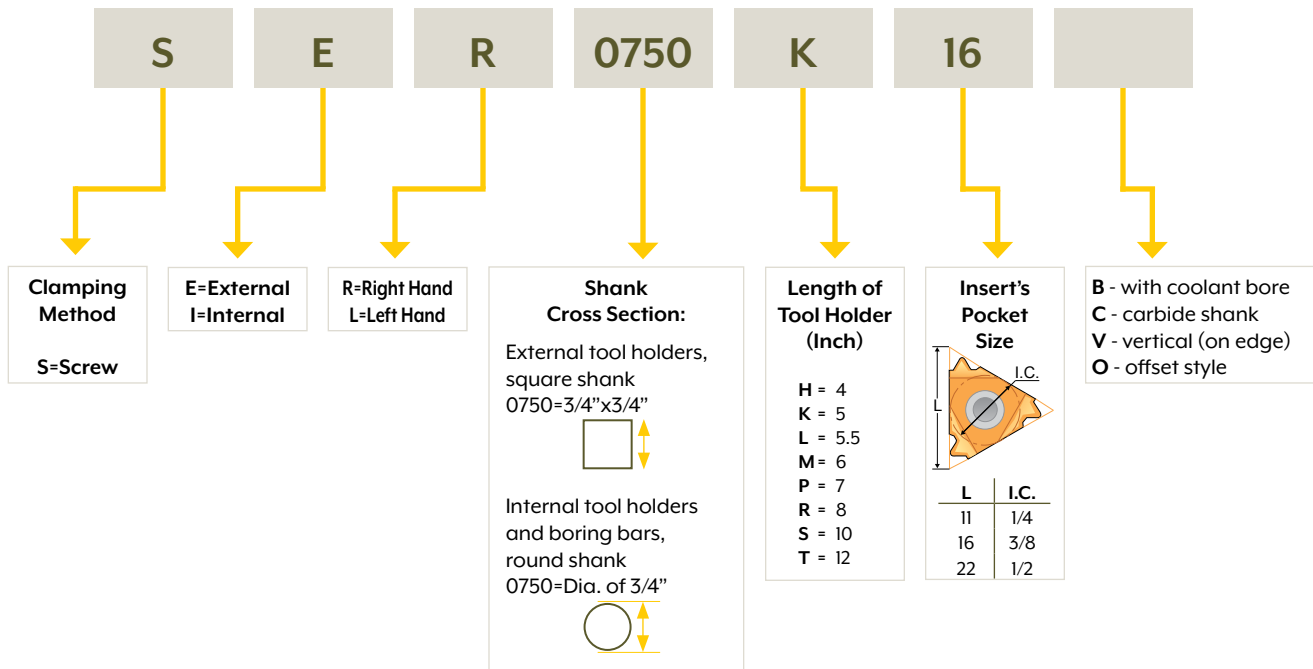 S E R 0750 K 16
Clamping
Method
S=Screw
E=External
I=Internal
R=Right Hand
L=Left Hand
Shank
Cross Section:
External tool holders,
square shank
0750=3/4”x3/4”
Internal tool holders
and boring bars,
round shank
0750=Dia. of 3/4”
Length of
Tool Holder
(Inch)
H = 4
K = 5
L = 5.5
M = 6
P = 7
R = 8
S = 10
T = 12
Insert's
Pocket
Size
I.C.
L
L I.C.
11 1/4
16 3/8
22 1/2
B - with coolant bore
C - carbide shank
V - vertical (on edge)
O - offset style